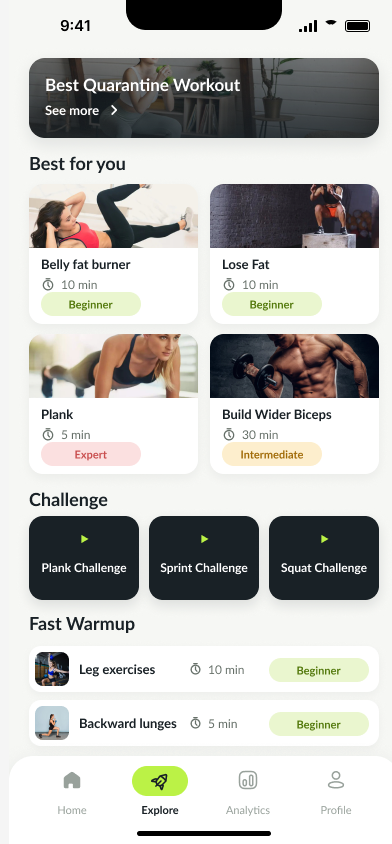 9:41
Best Quarantine Workout
See more
Best for you
Belly fat burner
10 min
Beginner
Lose Fat
10 min
Beginner
Plank
5 min
Expert
Build Wider Biceps
30 min
Intermediate
Challenge
Plank Challenge
Sprint Challenge
Squat Challenge
Fast Warmup
Leg exercises
10 min
Beginner
Backward lunges
5 min
Beginner
Home
Explore
Analytics
Profile